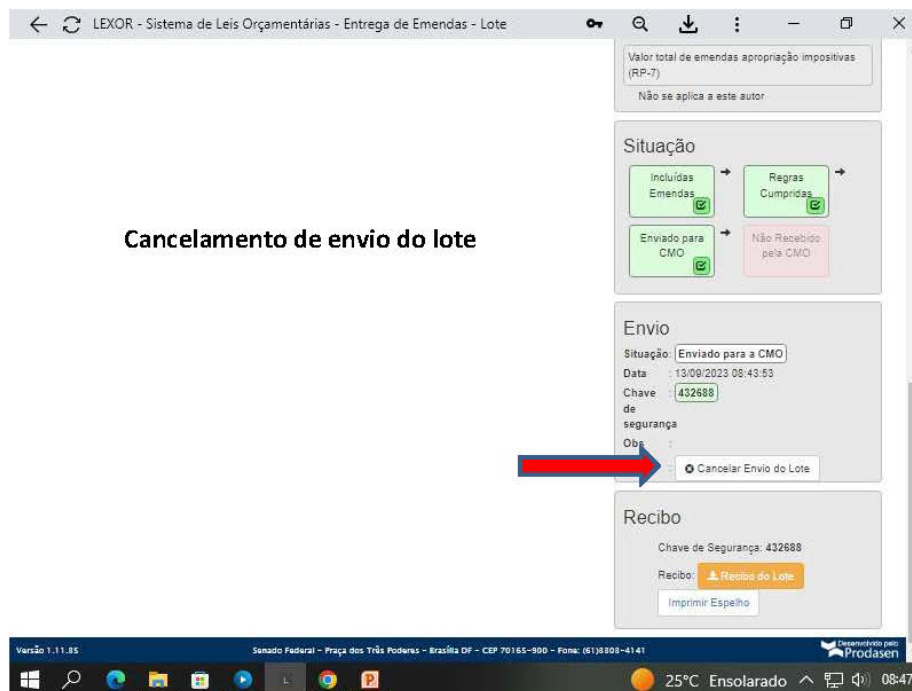 LEXOR - Sistema de Leis Orçamentárias - Entrega de Emendas - Lote
Valor total de emendas apropriação impositivas
(RP-7)
Não se aplica a este autor
Situação
Incluídas
Emendas
Regras
Cumpridas
Enviado para
CMO
Não Recebido
pela CMO
Cancelamento de envio do lote
Envio
Situação: Enviado para a CMO
Data : 13/09/2023 08:43:53
Chave : 432688
de
segurança
Obs :
: Cancelar Envio do Lote
Recibo
Chave de Segurança: 432688
Recibo: Recibo do Lote
Imprimir Espelho
Versão 1.11.85
Senado Federal - Praça dos Três Poderes - Brasília DF - CEP 70165-900 - Fone: (61)3303-4141
Desenvolvido pelo
Prodasen
25°C Ensolarado
08:47